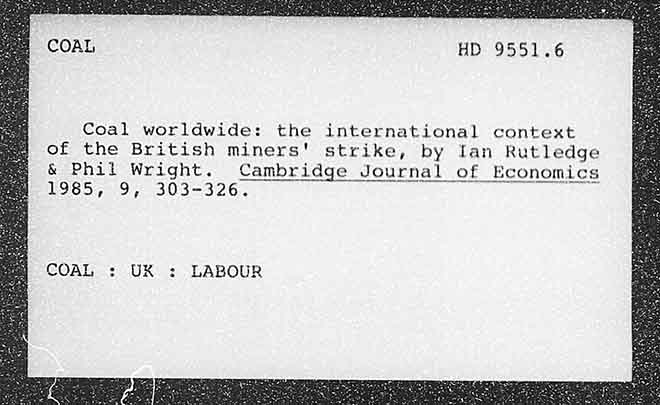 COAL HD 9551.6
Coal worldwide: the international context
of the British miners' strike, by Ian Rutledge
& Phil Wright. Cambridge Journal of Economics
1985, 9, 303-326.
COAL : UK : LABOUR